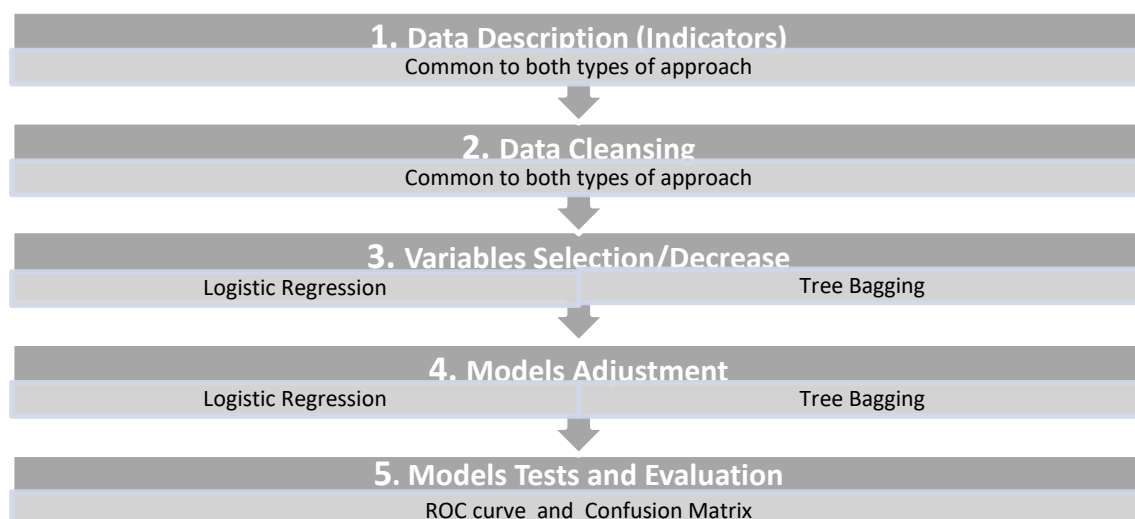 1. Data Description (Indicators)
Common to both types of approach
2. Data Cleansing
Common to both types of approach
3. Variables Selection/Decrease
Logistic Regression
Tree Bagging
4. Models Adjustment
Logistic Regression
Tree Bagging
5. Models Tests and Evaluation
ROC curve and Confusion Matrix